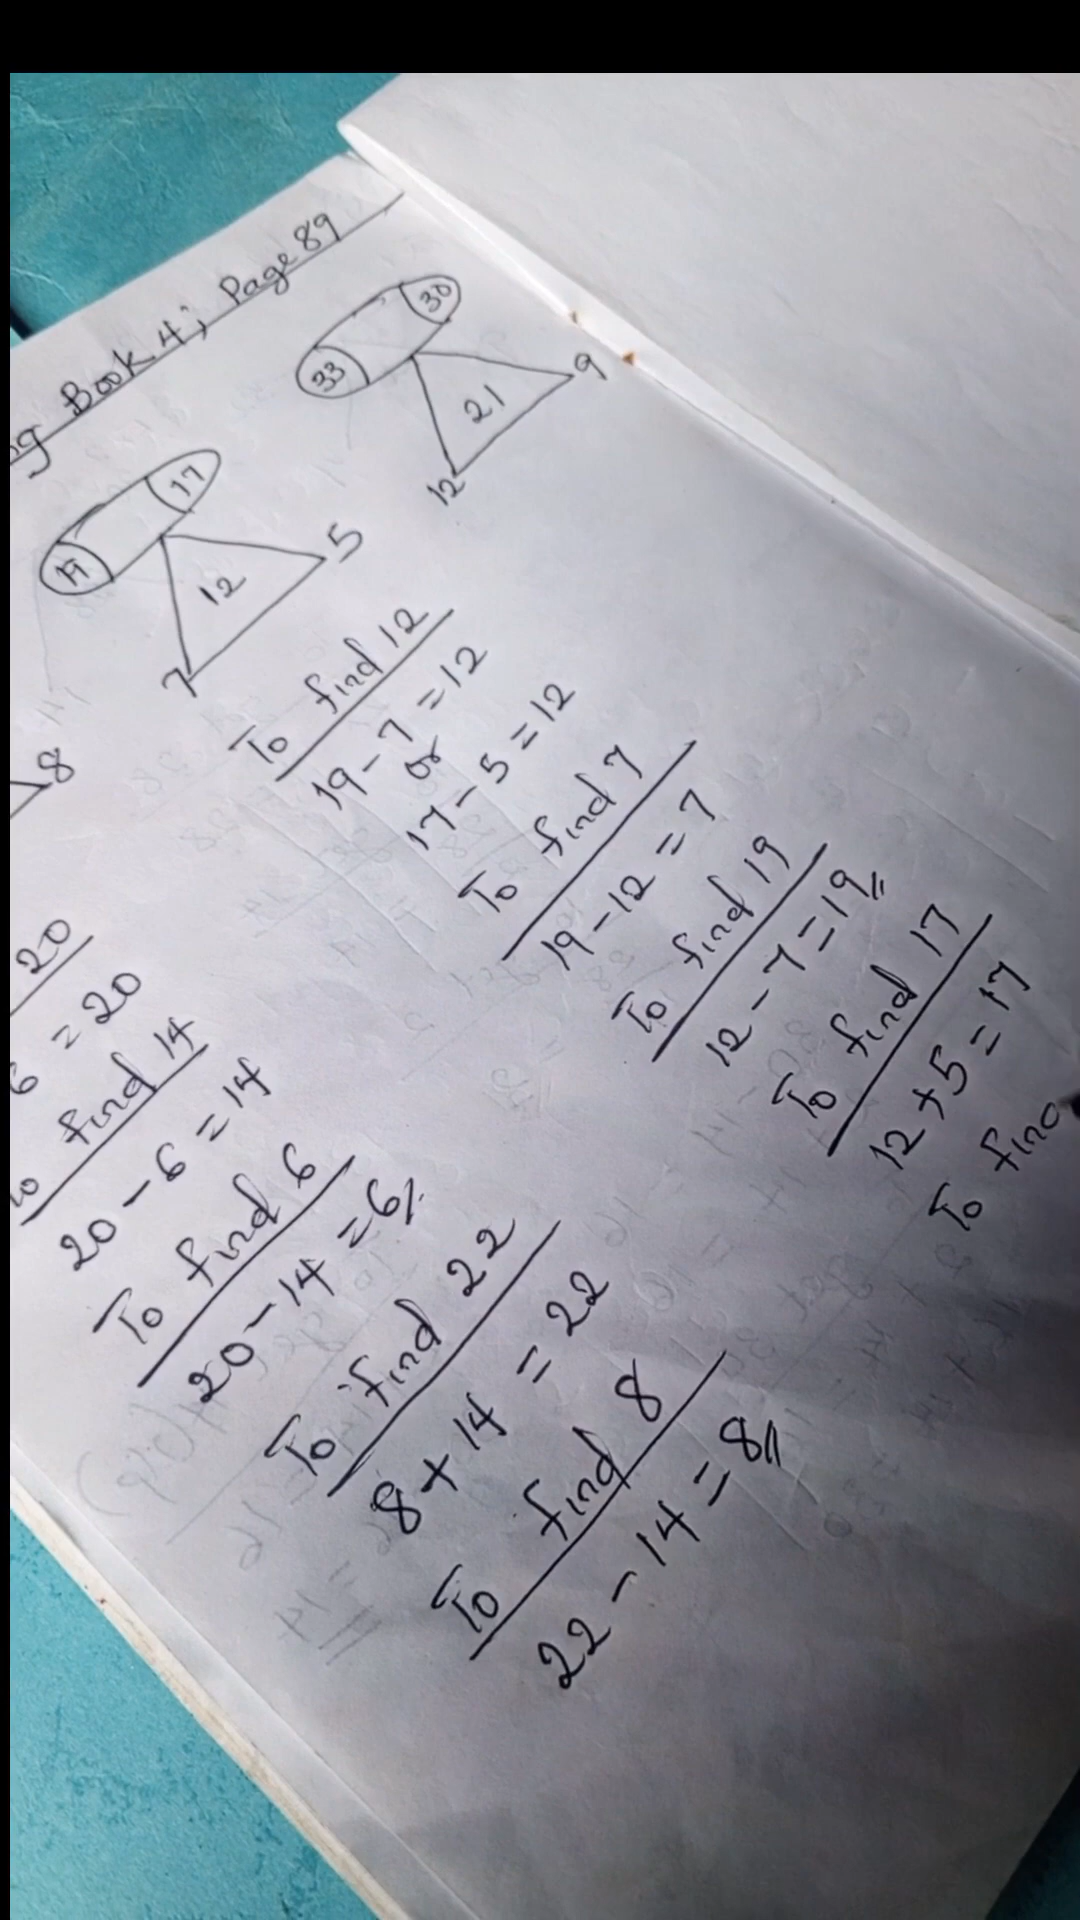 g Book 4; Page 89
33 30
21
12 9
19 17
12
7 5
8
20
6 = 20
To find 14
20 - 6 = 14
To find 6
20 - 14 = 6
To find 22
8 + 14 = 22
To find 8
22 - 14 = 8
To find 12
19 - 7 = 12
or
17 - 5 = 12
To find 7
19 - 12 = 7
To find 19
12 - 7 = 19
To find 17
12 + 5 = 17
To find